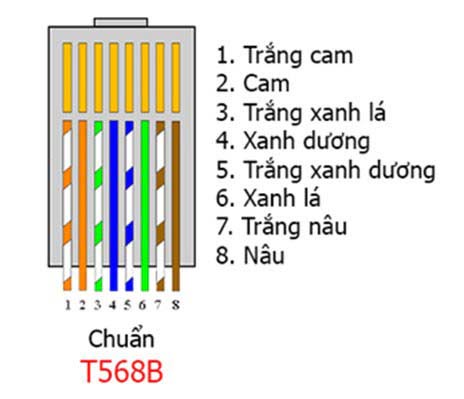 1. Trắng cam
2. Cam
3. Trắng xanh lá
4. Xanh dương
5. Trắng xanh dương
6. Xanh lá
7. Trắng nâu
8. Nâu
1 2 3 4 5 6 7 8
Chuẩn
T568B